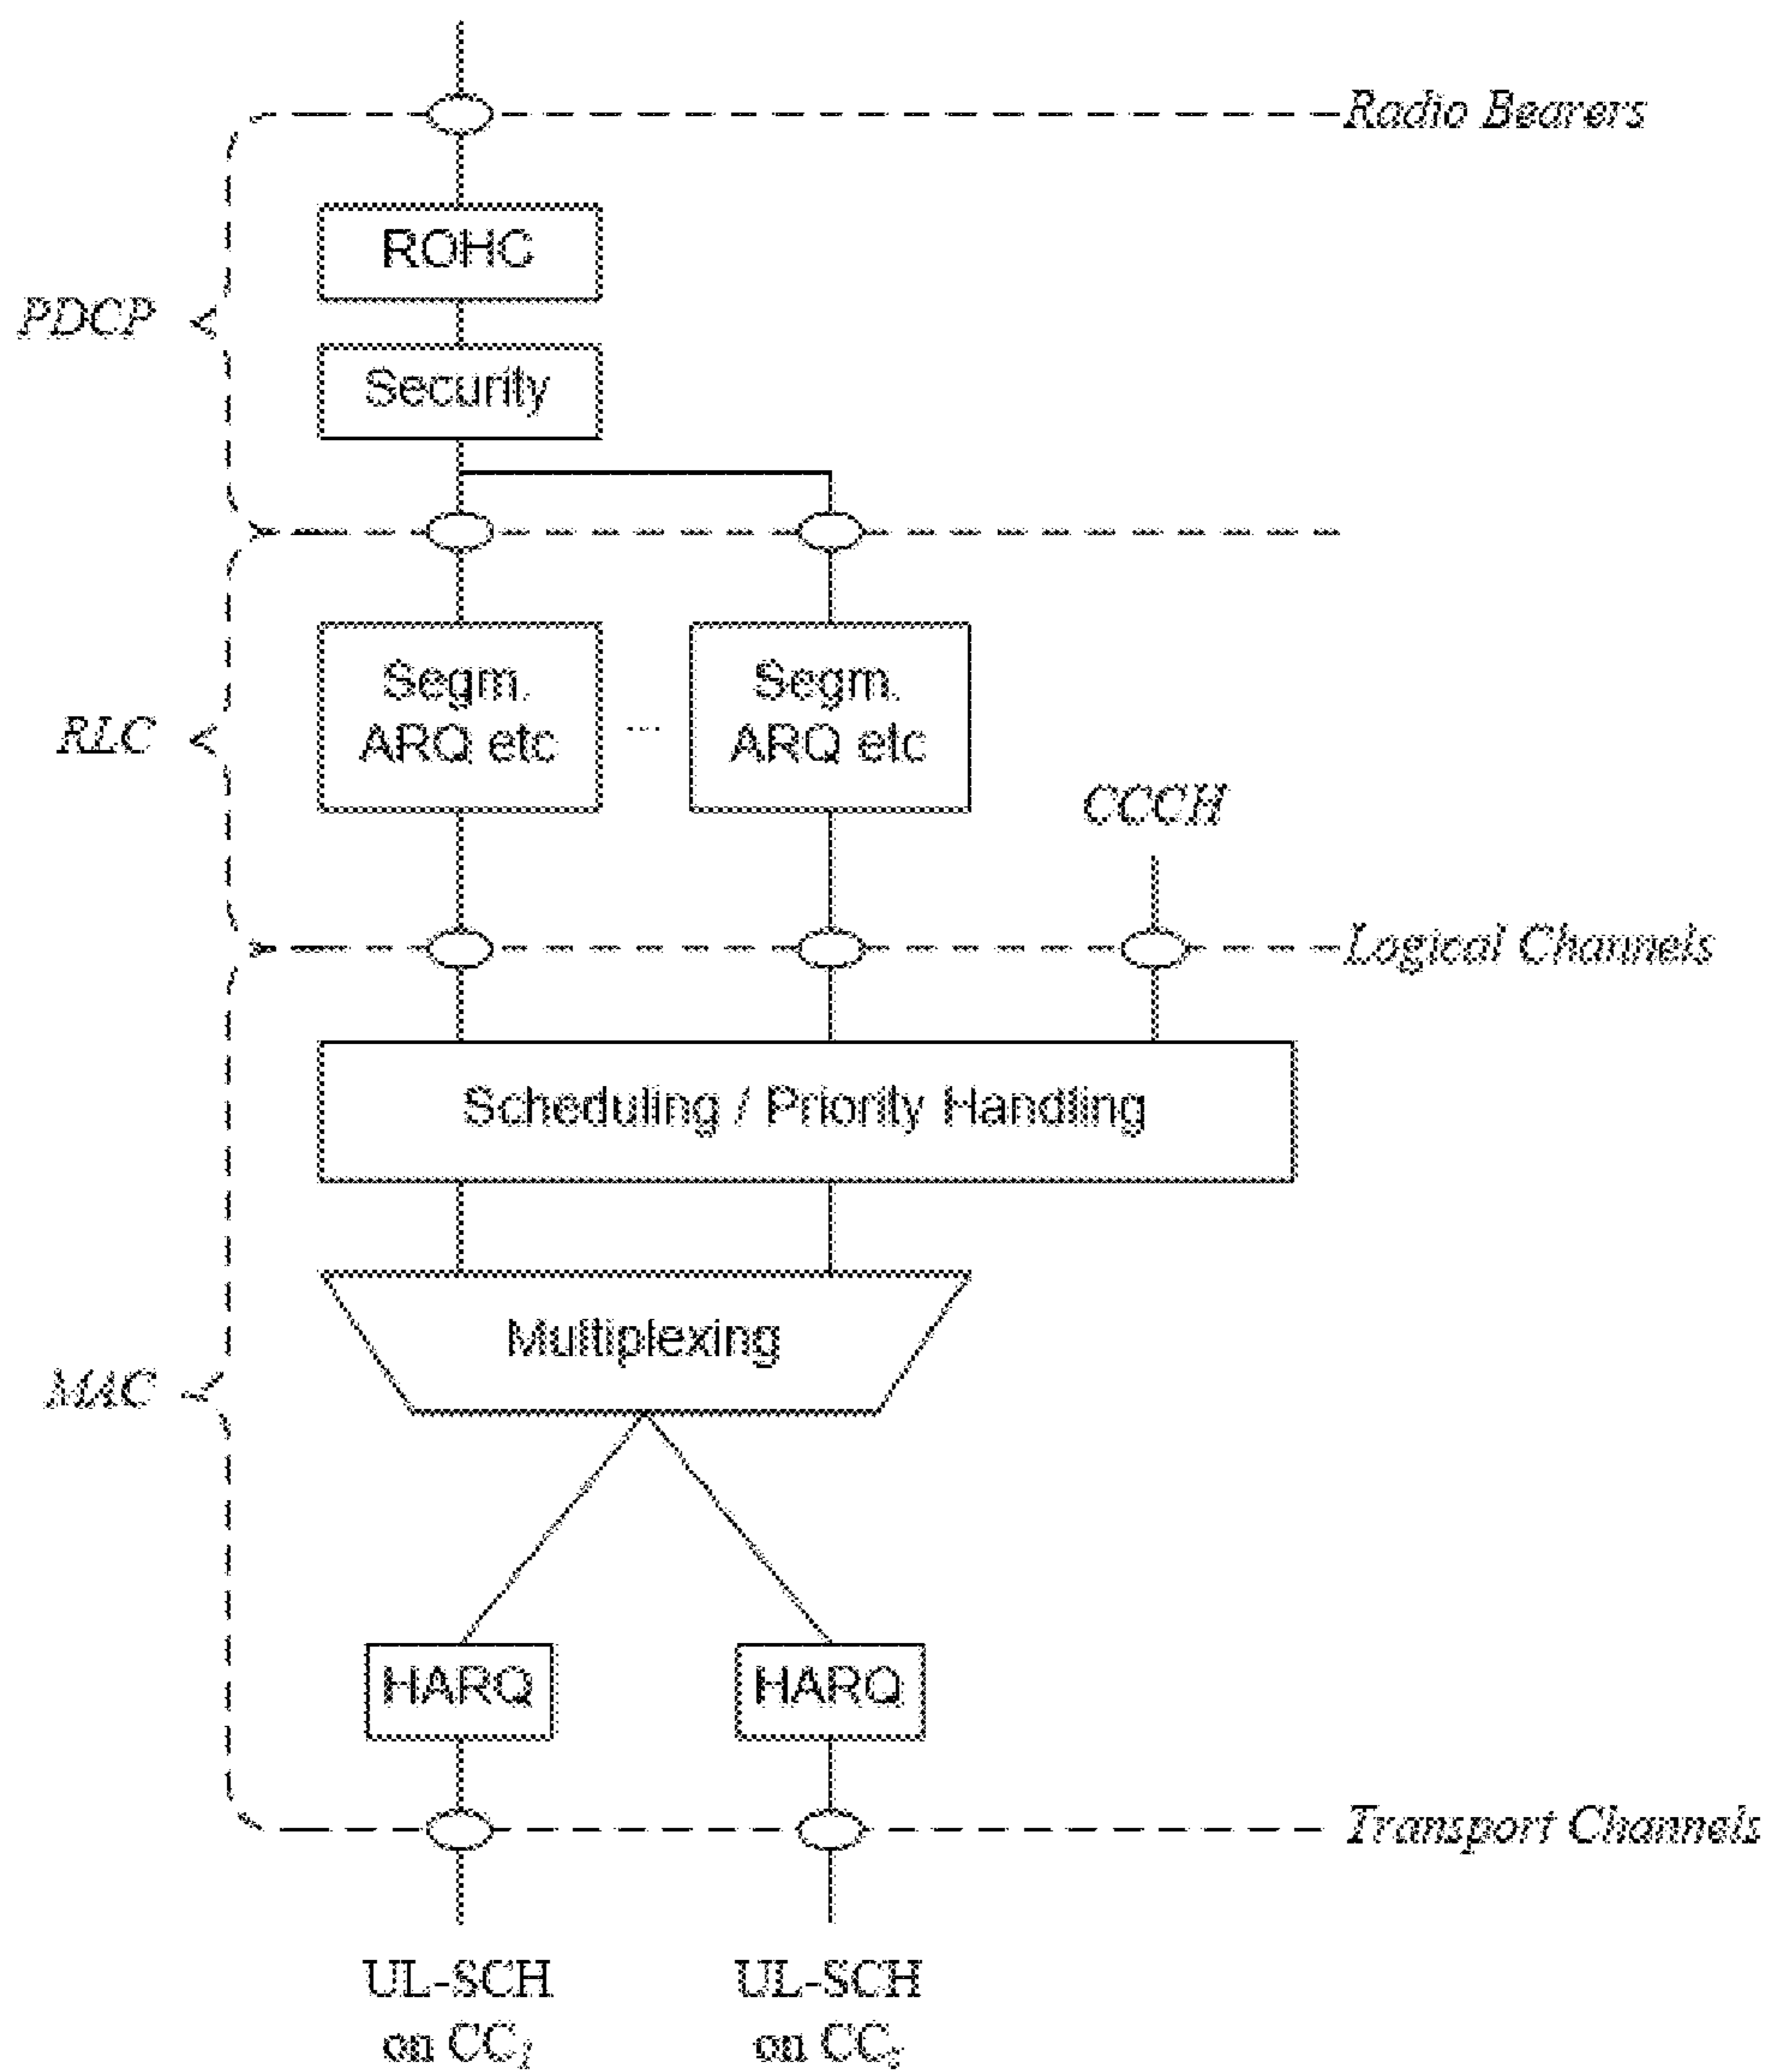 Radio Bearers
ROHC
PDCP
Security
Segm.
ARQ etc
...
Segm.
ARQ etc
RLC
CCCH
Logical Channels
Scheduling / Priority Handling
Multiplexing
MAC
HARQ
HARQ
Transport Channels
UL-SCH
on CC1
UL-SCH
on CC